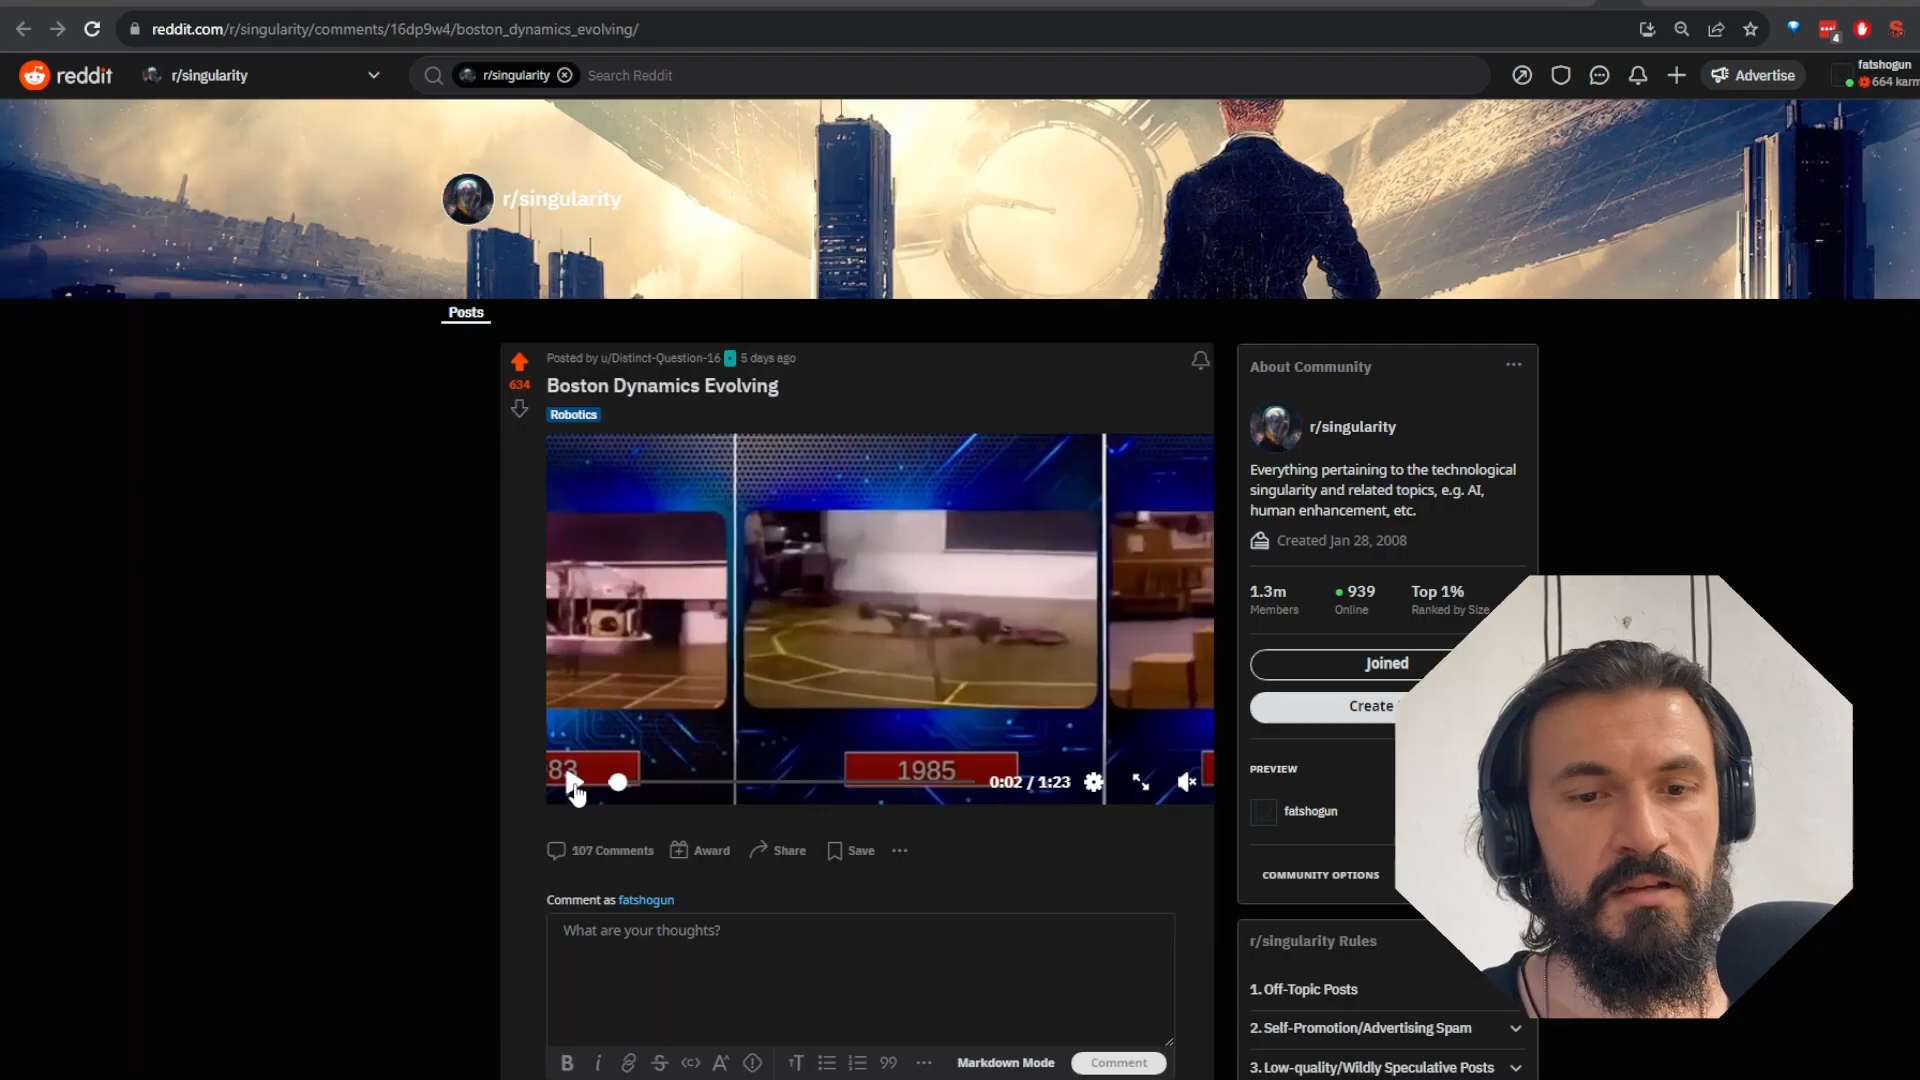 reddit.com/r/singularity/comments/16dp9w4/boston_dynamics_evolving/
4
reddit
r/singularity
r/singularity
Search Reddit
Advertise
fatshogun
664 karm
r/singularity
Posts
Posted by u/Distinct-Question-16
5 days ago
634
Boston Dynamics Evolving
Robotics
83
1985
0:02 / 1:23
107 Comments
Award
Share
Save
Comment as fatshogun
What are your thoughts?
Markdown Mode
Comment
About Community
r/singularity
Everything pertaining to the technological
singularity and related topics, e.g. AI,
human enhancement, etc.
Created Jan 28, 2008
1.3m
939
Top 1%
Members
Online
Ranked by Size
Joined
Create
PREVIEW
fatshogun
COMMUNITY OPTIONS
r/singularity Rules
1. Off-Topic Posts
2. Self-Promotion/Advertising Spam
3. Low-quality/Wildly Speculative Posts